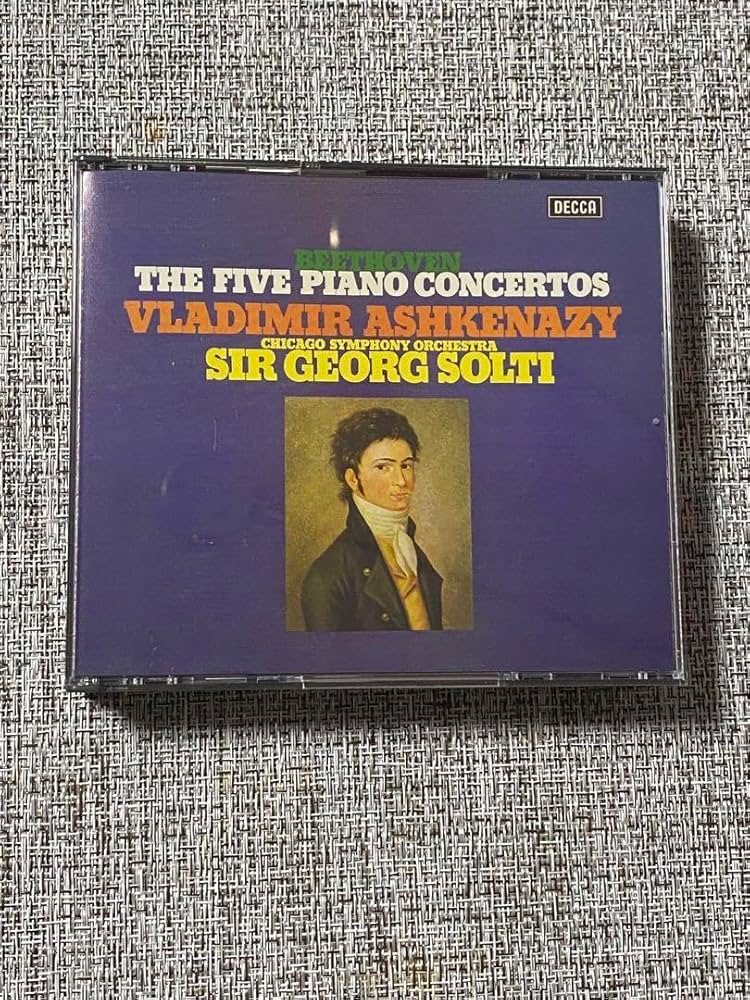 DECCA
BEETHOVEN
THE FIVE PIANO CONCERTOS
VLADIMIR ASHKENAZY
CHICAGO SYMPHONY ORCHESTRA
SIR GEORG SOLTI